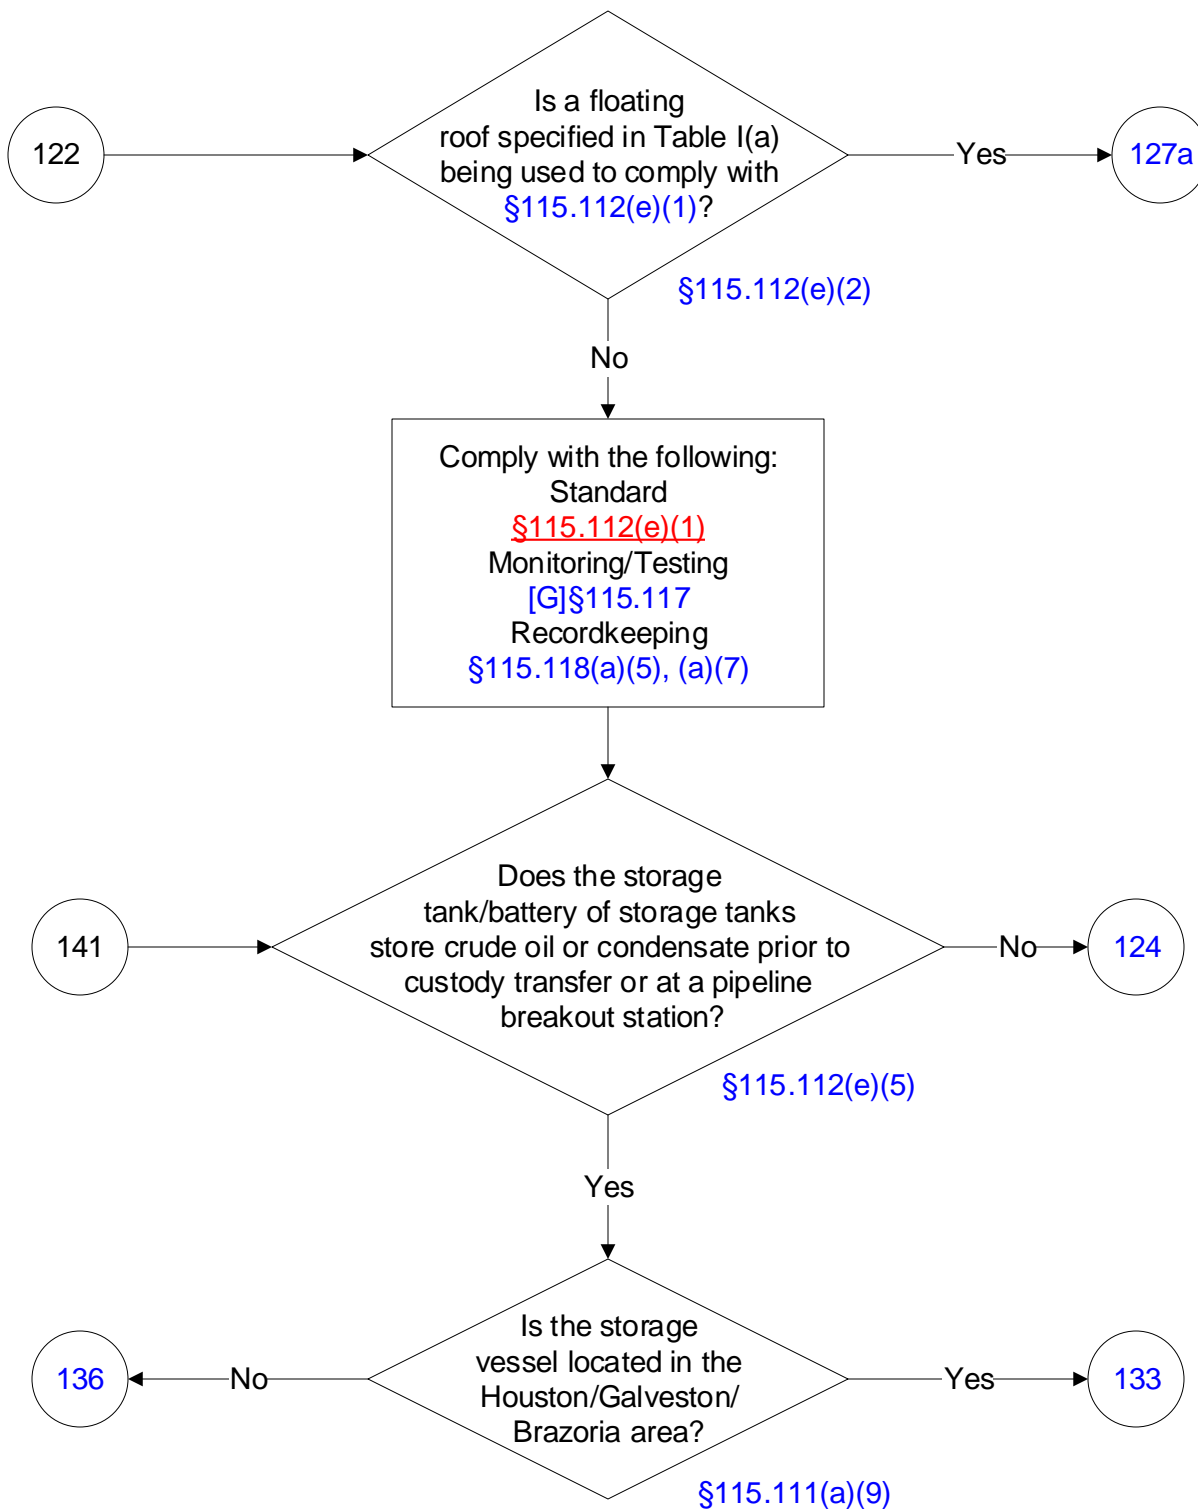 Is a floating
roof specified in Table I(a)
being used to comply with
§115.112(e)(1)?
122
Yes
127a
§115.112(e)(2)
No
Comply with the following:
Standard
§115.112(e)(1)
Monitoring/Testing
[G]§115.117
Recordkeeping
§115.118(a)(5), (a)(7)
Does the storage
tank/battery of storage tanks
store crude oil or condensate prior to
custody transfer or at a pipeline
breakout station?
141
No
124
§115.112(e)(5)
Yes
Is the storage
vessel located in the
Houston/Galveston/
Brazoria area?
136
No
Yes
133
§115.111(a)(9)